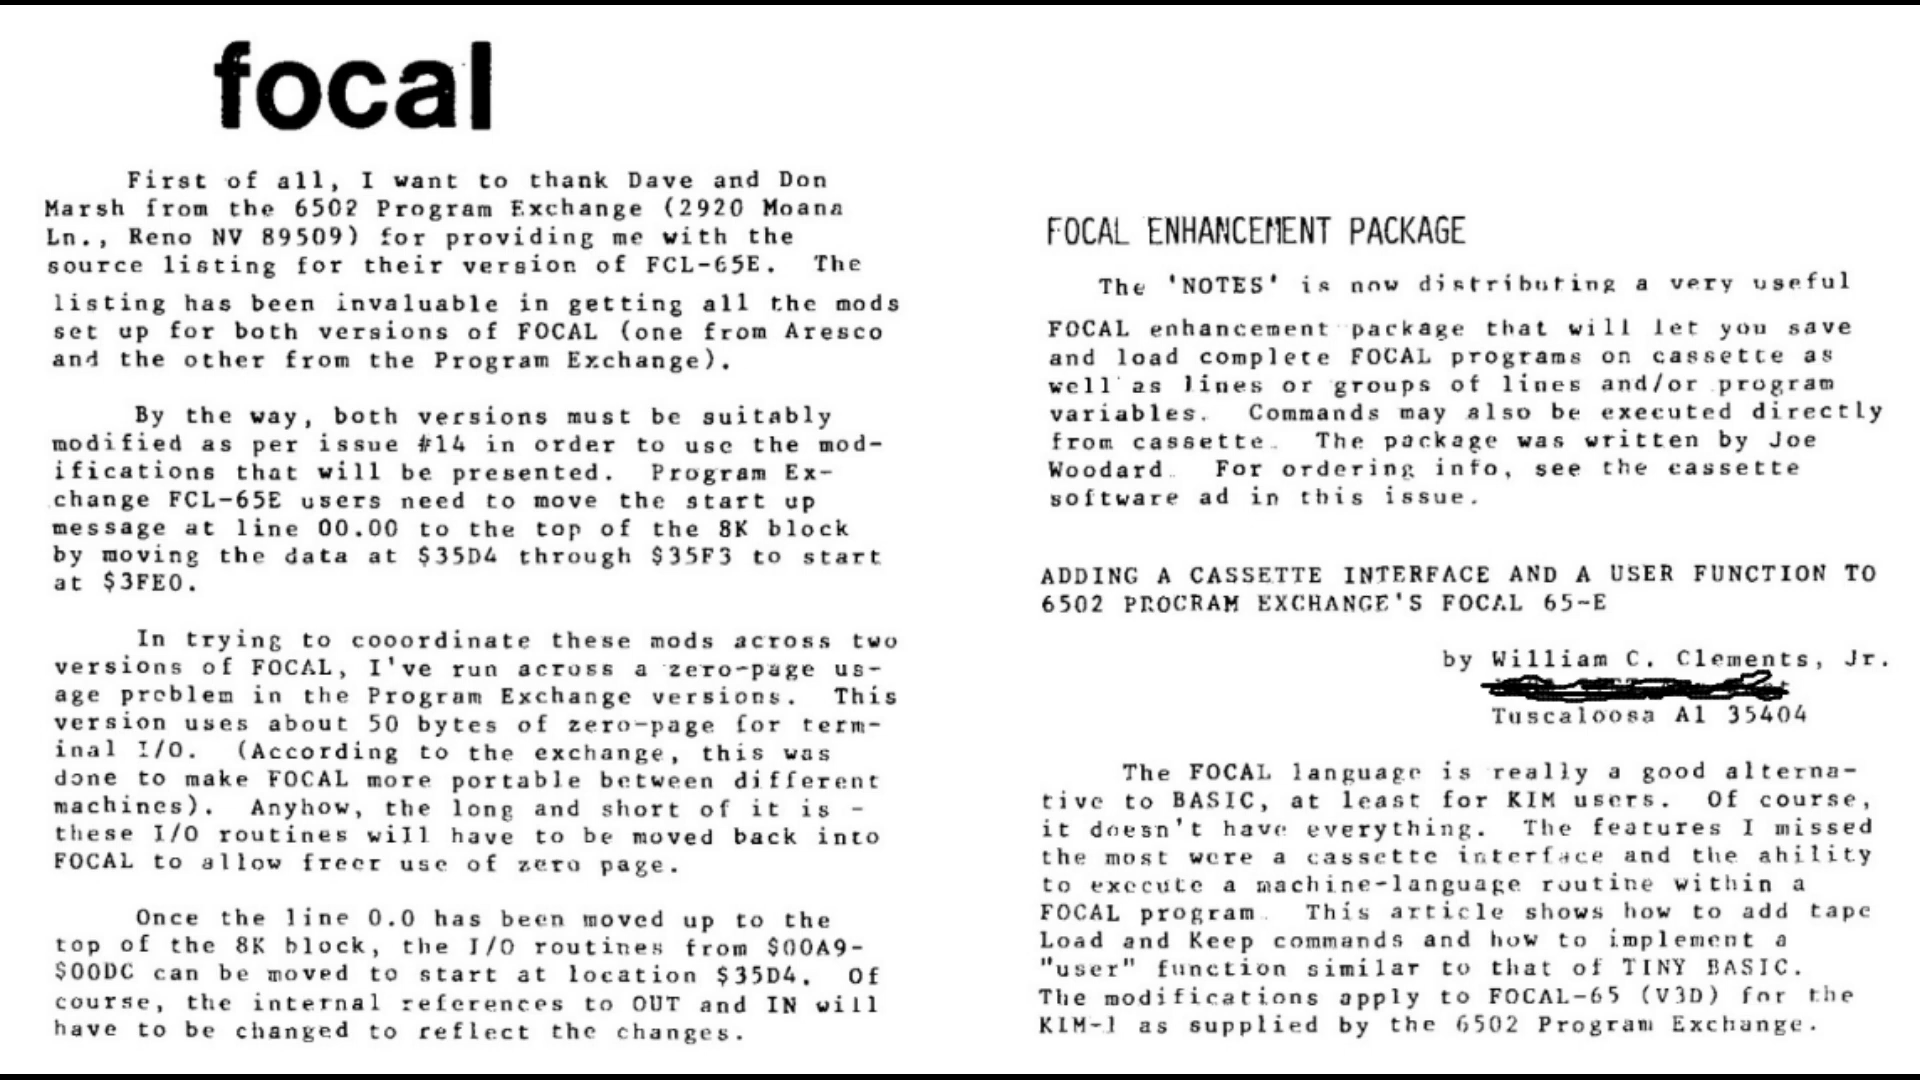 focal
First of all, I want to thank Dave and Don
Marsh from the 6502 Program Exchange (2920 Moana
Ln., Reno NV 89509) for providing me with the
source listing for their version of FCL-65E. The
listing has been invaluable in getting all the mods
set up for both versions of FOCAL (one from Aresco
and the other from the Program Exchange).
By the way, both versions must be suitably
modified as per issue #14 in order to use the mod-
ifications that will be presented. Program Ex-
change FCL-65E users need to move the start up
message at line 00.00 to the top of the 8K block
by moving the data at $35D4 through $35F3 to start
at $3FE0.
In trying to cooordinate these mods across two
versions of FOCAL, I've run across a zero-page us-
age problem in the Program Exchange versions. This
version uses about 50 bytes of zero-page for term-
inal I/O. (According to the exchange, this was
done to make FOCAL more portable between different
machines). Anyhow, the long and short of it is -
these I/O routines will have to be moved back into
FOCAL to allow freer use of zero page.
Once the line 0.0 has been moved up to the
top of the 8K block, the I/O routines from $00A9-
$00DC can be moved to start at location $35D4. Of
course, the internal references to OUT and IN will
have to be changed to reflect the changes.
FOCAL ENHANCEMENT PACKAGE
The 'NOTES' is now distributing a very useful
FOCAL enhancement package that will let you save
and load complete FOCAL programs on cassette as
well as lines or groups of lines and/or program
variables. Commands may also be executed directly
from cassette. The package was written by Joe
Woodard. For ordering info, see the cassette
software ad in this issue.
ADDING A CASSETTE INTERFACE AND A USER FUNCTION TO
6502 PROGRAM EXCHANGE'S FOCAL 65-E
by William C. Clements, Jr.
Tuscaloosa Al 35404
The FOCAL language is really a good alterna-
tive to BASIC, at least for KIM users. Of course,
it doesn't have everything. The features I missed
the most were a cassette interface and the ability
to execute a machine-language routine within a
FOCAL program. This article shows how to add tape
Load and Keep commands and how to implement a
"user" function similar to that of TINY BASIC.
The modifications apply to FOCAL-65 (V3D) for the
KIM-1 as supplied by the 6502 Program Exchange.